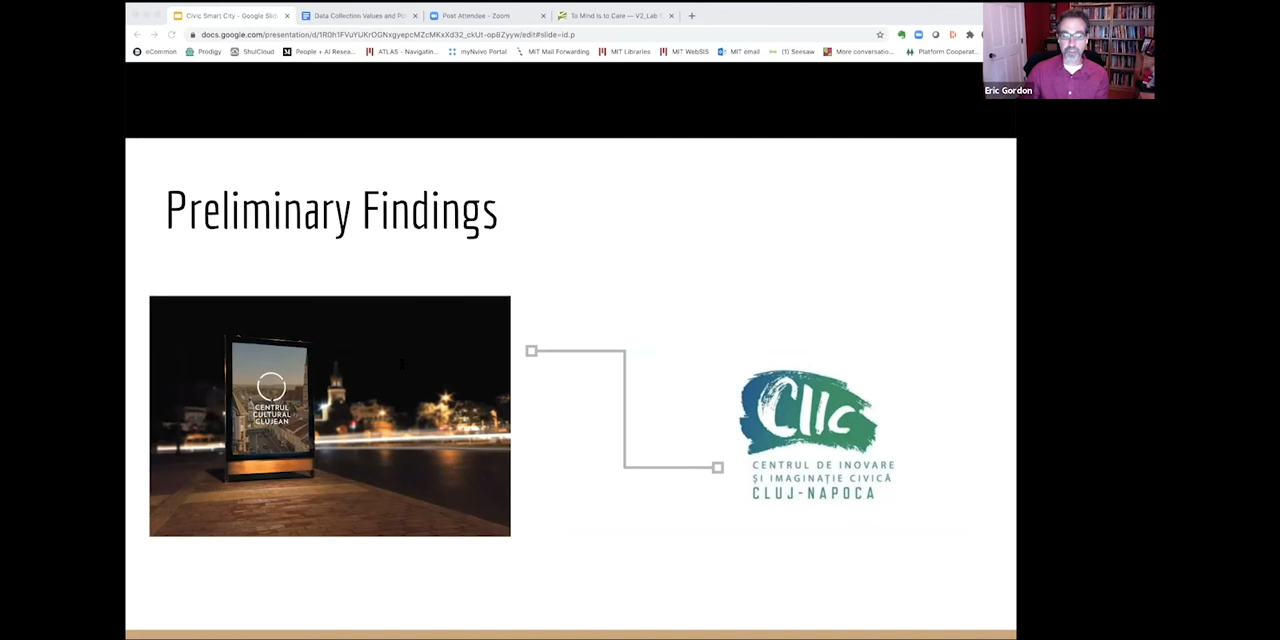 Civic Smart City - Google Slid
Data Collection Values and Po
Post Attendee - Zoom
To Mind Is to Care — V2_Lab f
docs.google.com/presentation/d/1R0h1FVuYUKrOGNxgyepcMZcMKxXd32_ckUt-op8Zyyw/edit#slide=id.p
eCommon
Prodigy
ShulCloud
People + AI Resea...
ATLAS - Navigatin...
myNvivo Portal
MIT Mail Forwarding
MIT Libraries
MIT WebSIS
MIT email
(1) Seesaw
More conversatio...
Platform Cooperat...
Eric Gordon
Preliminary Findings
CENTRUL
CULTURAL
CLUJEAN
CIIC
CENTRUL DE INOVARE
ȘI IMAGINAȚIE CIVICĂ
CLUJ-NAPOCA